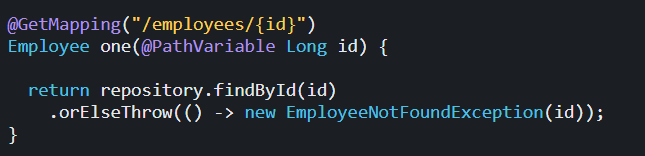 @GetMapping("/employees/{id}")
Employee one(@PathVariable Long id) {

  return repository.findById(id)
    .orElseThrow(() -> new EmployeeNotFoundException(id));
}